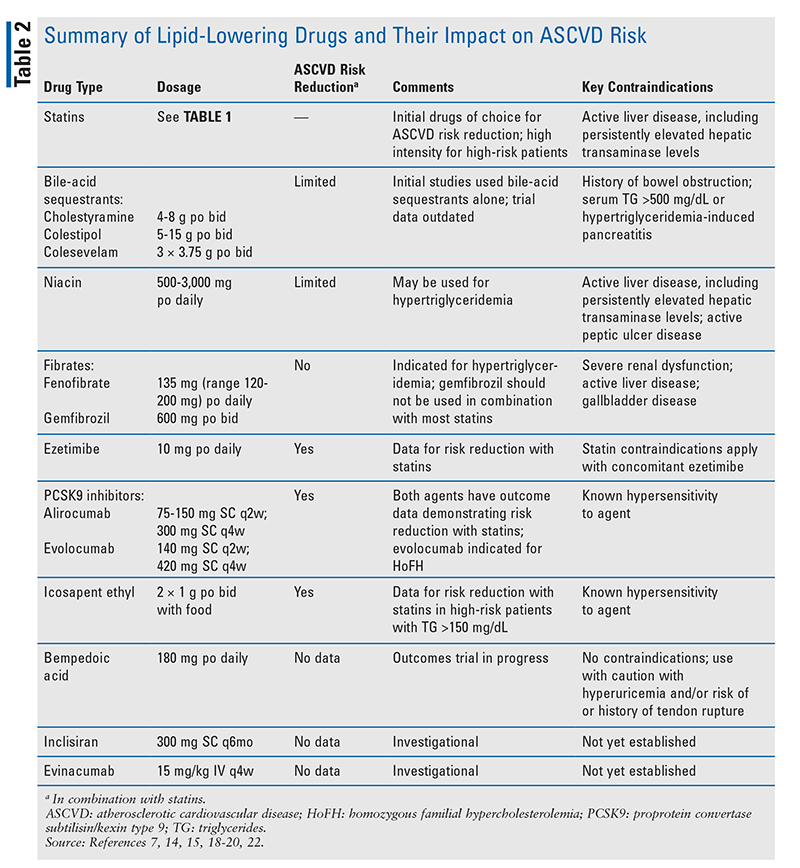 Table 2
Summary of Lipid-Lowering Drugs and Their Impact on ASCVD Risk
ASCVD Risk
Drug Type Dosage Reductionᵃ Comments Key Contraindications
Statins See TABLE 1 — Initial drugs of choice for Active liver disease, including
ASCVD risk reduction; high persistently elevated hepatic
intensity for high-risk patients transaminase levels
Bile-acid Limited Initial studies used bile-acid History of bowel obstruction;
sequestrants: sequestrants alone; trial serum TG >500 mg/dL or
Cholestyramine 4-8 g po bid data outdated hypertriglyceridemia-induced
Colestipol 5-15 g po bid pancreatitis
Colesevelam 3 × 3.75 g po bid
Niacin 500-3,000 mg Limited May be used for Active liver disease, including
po daily hypertriglyceridemia persistently elevated hepatic
transaminase levels; active
peptic ulcer disease
Fibrates: No Indicated for hypertriglycer- Severe renal dysfunction;
Fenofibrate 135 mg (range 120- idemia; gemfibrozil should active liver disease;
200 mg) po daily not be used in combination gallbladder disease
Gemfibrozil 600 mg po bid with most statins
Ezetimibe 10 mg po daily Yes Data for risk reduction with Statin contraindications apply
statins with concomitant ezetimibe
PCSK9 inhibitors: Yes Both agents have outcome Known hypersensitivity
Alirocumab 75-150 mg SC q2w; data demonstrating risk to agent
300 mg SC q4w reduction with statins;
Evolocumab 140 mg SC q2w; evolocumab indicated for
420 mg SC q4w HoFH
Icosapent ethyl 2 × 1 g po bid Yes Data for risk reduction with Known hypersensitivity
with food statins in high-risk patients to agent
with TG >150 mg/dL
Bempedoic 180 mg po daily No data Outcomes trial in progress No contraindications; use
acid with caution with
hyperuricemia and/or risk of
or history of tendon rupture
Inclisiran 300 mg SC q6mo No data Investigational Not yet established
Evinacumab 15 mg/kg IV q4w No data Investigational Not yet established
ᵃ In combination with statins.
ASCVD: atherosclerotic cardiovascular disease; HoFH: homozygous familial hypercholesterolemia; PCSK9: proprotein convertase
subtilisin/kexin type 9; TG: triglycerides.
Source: References 7, 14, 15, 18-20, 22.